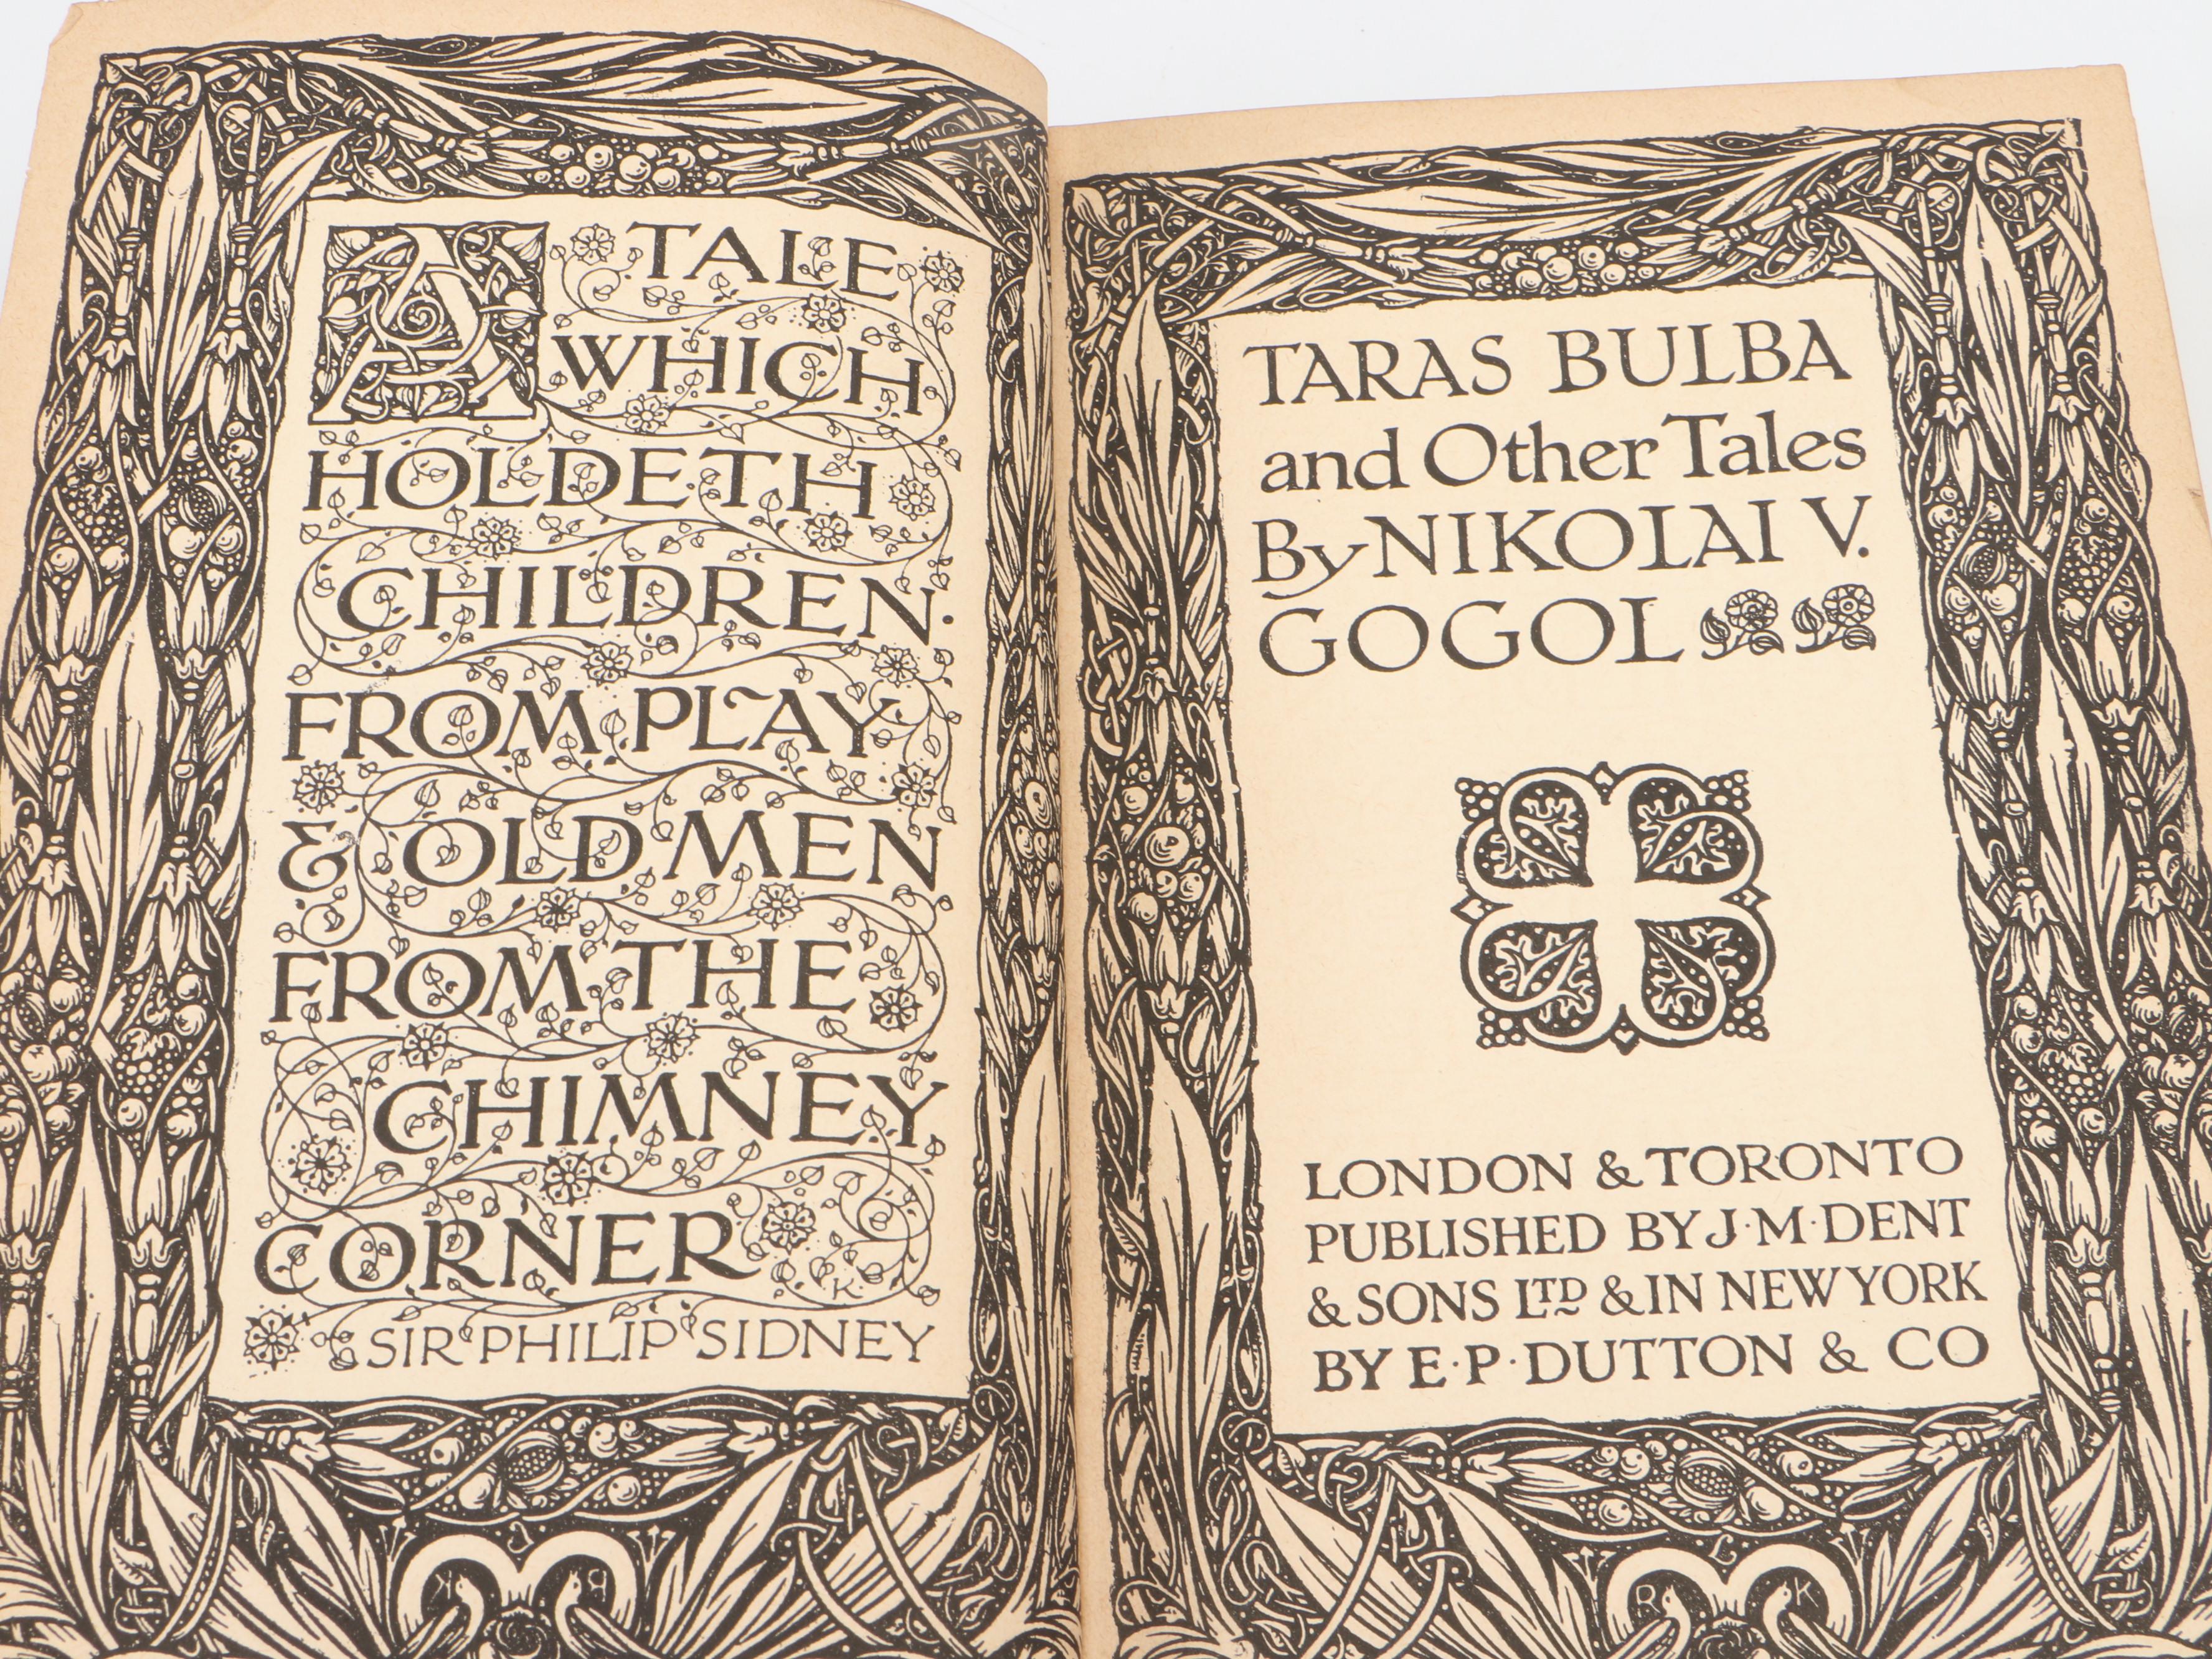 A TALE
WHICH
HOLDETH
CHILDREN·
FROM PLAY
& OLD MEN
FROM THE
CHIMNEY
CORNER
K
SIR PHILIP SIDNEY
TARAS BULBA
and Other Tales
By NIKOLAI V.
GOGOL
LONDON & TORONTO
PUBLISHED BY J·M·DENT
& SONS LTD & IN NEW YORK
BY E·P·DUTTON & CO
L
R K